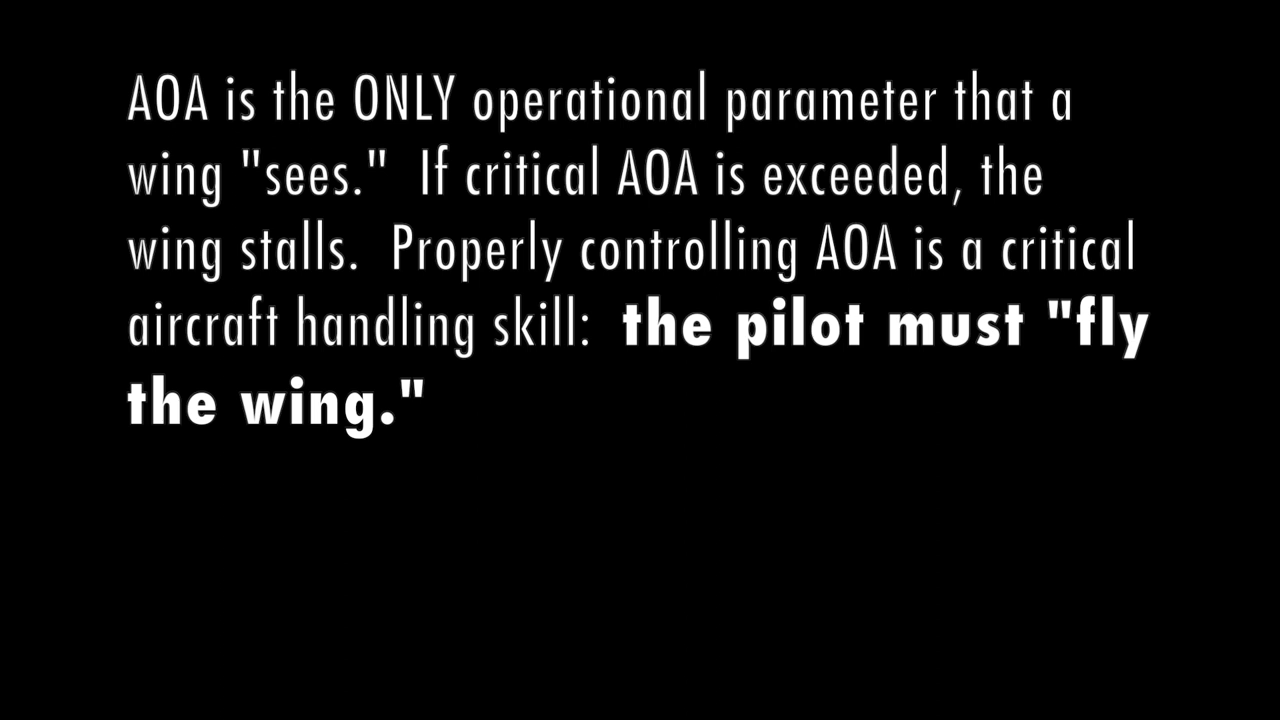 AOA is the ONLY operational parameter that a
wing "sees."  If critical AOA is exceeded, the
wing stalls.  Properly controlling AOA is a critical
aircraft handling skill:  the pilot must "fly
the wing."